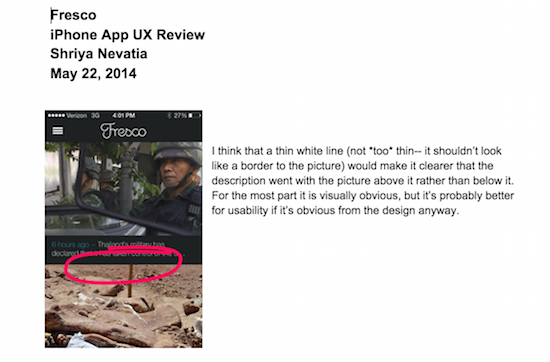 Fresco
iPhone App UX Review
Shriya Nevatia
May 22, 2014
Verizon 3G 4:01 PM 27%
Fresco
I think that a thin white line (not *too* thin-- it shouldn't look
like a border to the picture) would make it clearer that the
description went with the picture above it rather than below it.
For the most part it is visually obvious, but it's probably better
for usability if it's obvious from the design anyway.
6 hours ago – Thailand's military has
declared